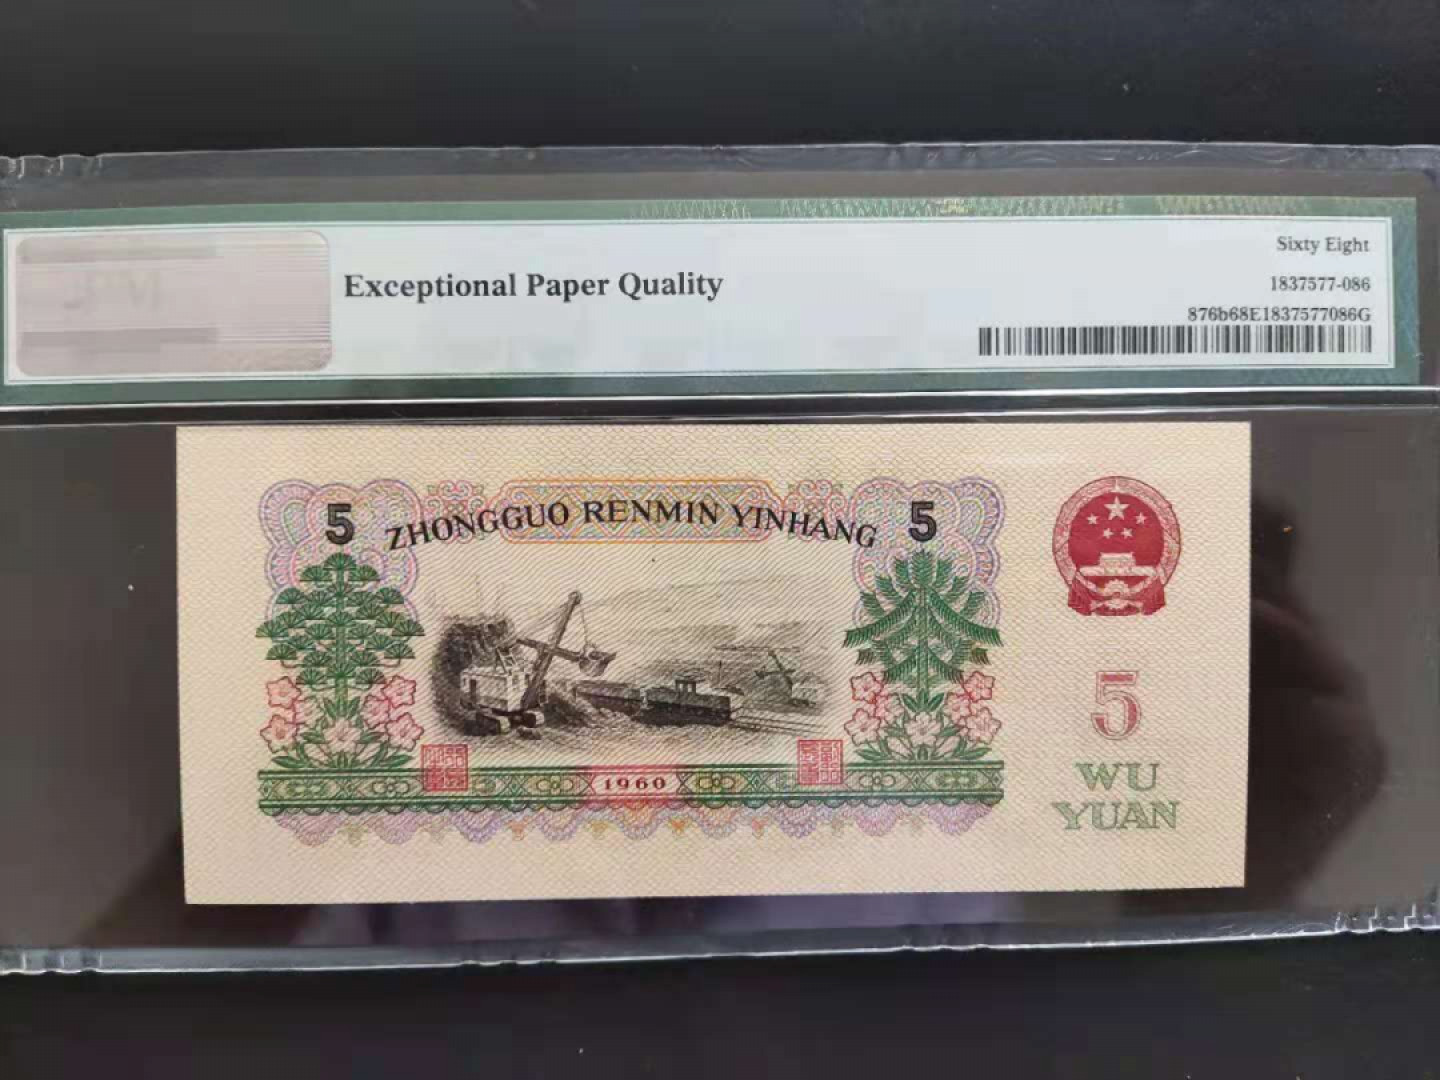 Sixty Eight
Exceptional Paper Quality
1837577-086
876b68E1837577086G
5 ZHONGGUO RENMIN YINHANG 5
5
WU
YUAN
1960